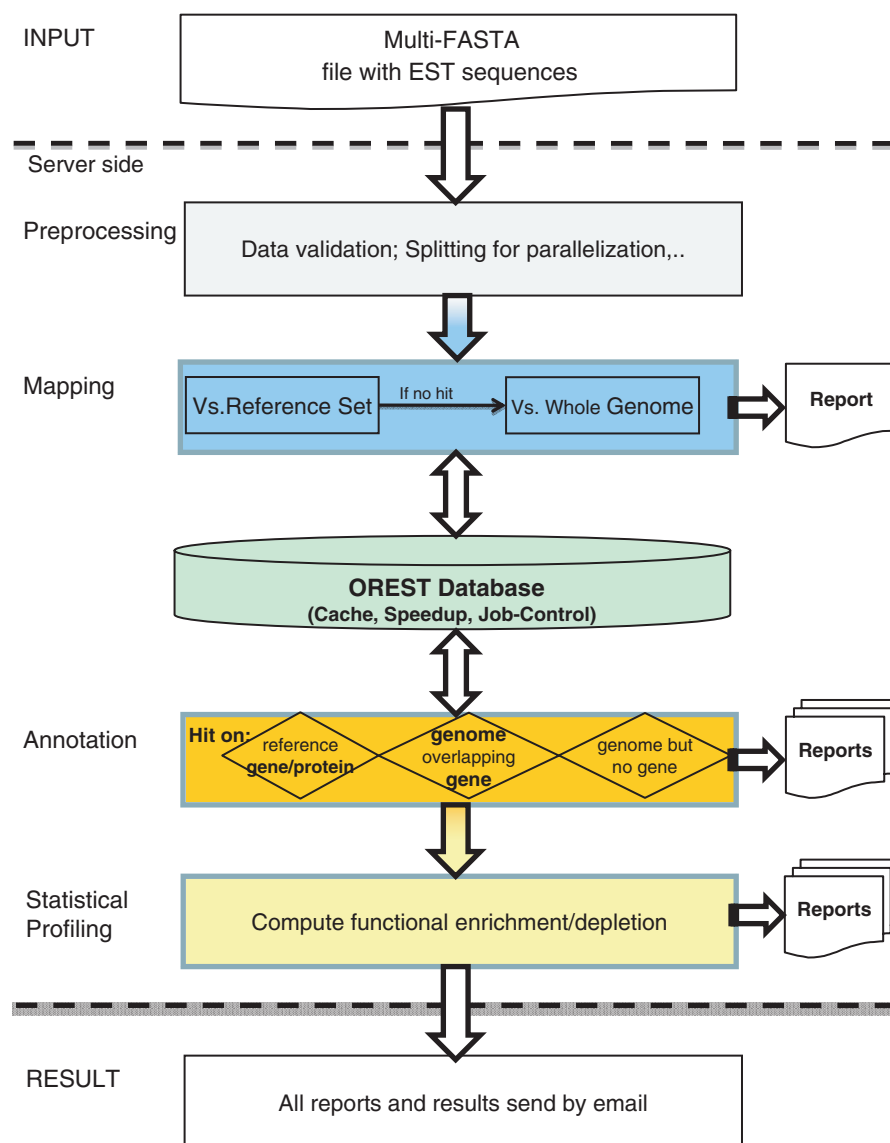 INPUT
Multi-FASTA
file with EST sequences
Server side
Preprocessing
Data validation; Splitting for parallelization,..
Mapping
Vs.Reference Set
If no hit
Vs. Whole Genome
Report
OREST Database
(Cache, Speedup, Job-Control)
Annotation
Hit on:
reference
gene/protein
genome
overlapping
gene
genome but
no gene
Reports
Statistical
Profiling
Compute functional enrichment/depletion
Reports
RESULT
All reports and results send by email